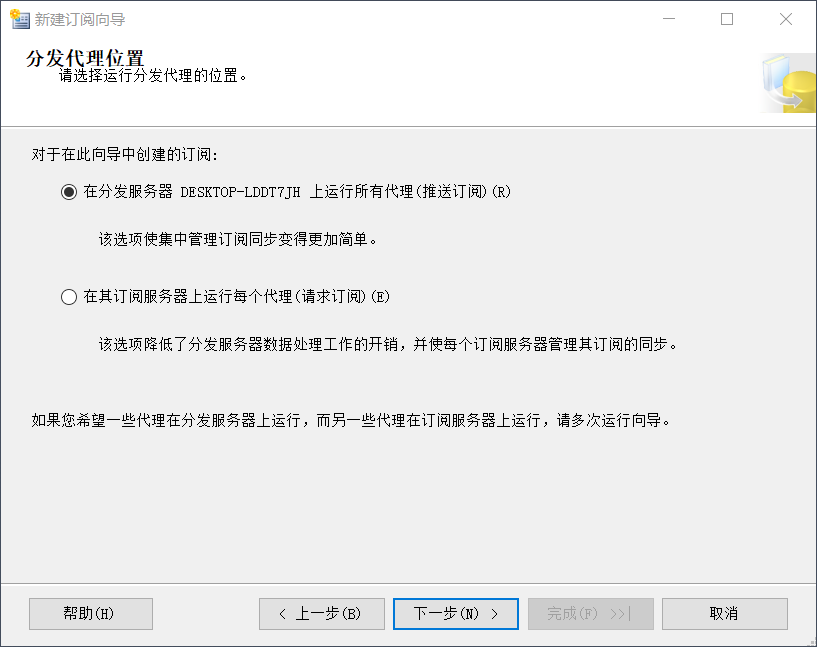 新建订阅向导
分发代理位置
请选择运行分发代理的位置。
对于在此向导中创建的订阅:
在分发服务器 DESKTOP-LDDT7JH 上运行所有代理(推送订阅)(R)
该选项使集中管理订阅同步变得更加简单。
在其订阅服务器上运行每个代理(请求订阅)(E)
该选项降低了分发服务器数据处理工作的开销，并使每个订阅服务器管理其订阅的同步。
如果您希望一些代理在分发服务器上运行，而另一些代理在订阅服务器上运行，请多次运行向导。
帮助(H) < 上一步(B) 下一步(N) > 完成(F) >>| 取消